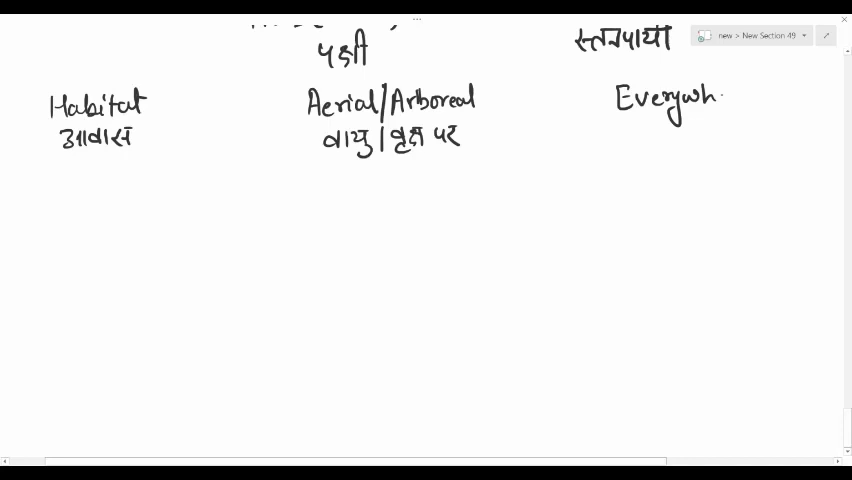 स्तनपायी
new > New Section 49
पक्षी
Habitat Aerial/Arboreal Everywh
आवास वायु/वृक्ष पर